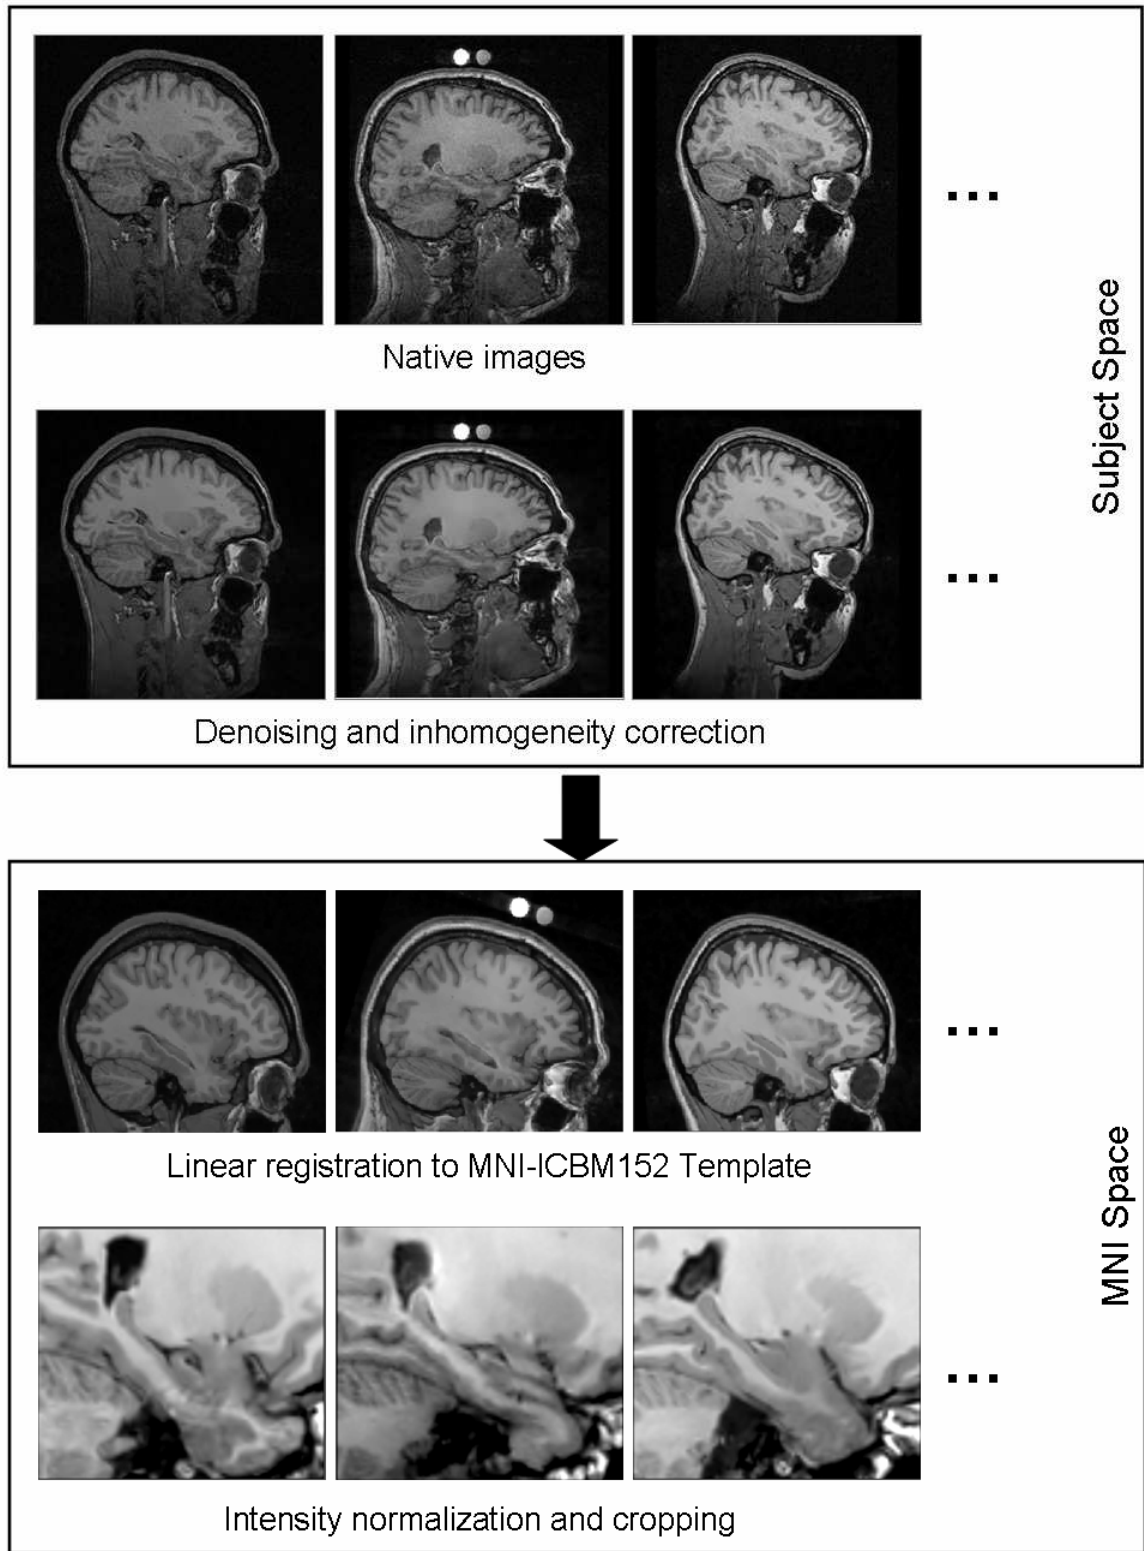 ...
Native images
Subject Space
...
Denoising and inhomogeneity correction
...
Linear registration to MNI-ICBM152 Template
MNI Space
...
Intensity normalization and cropping